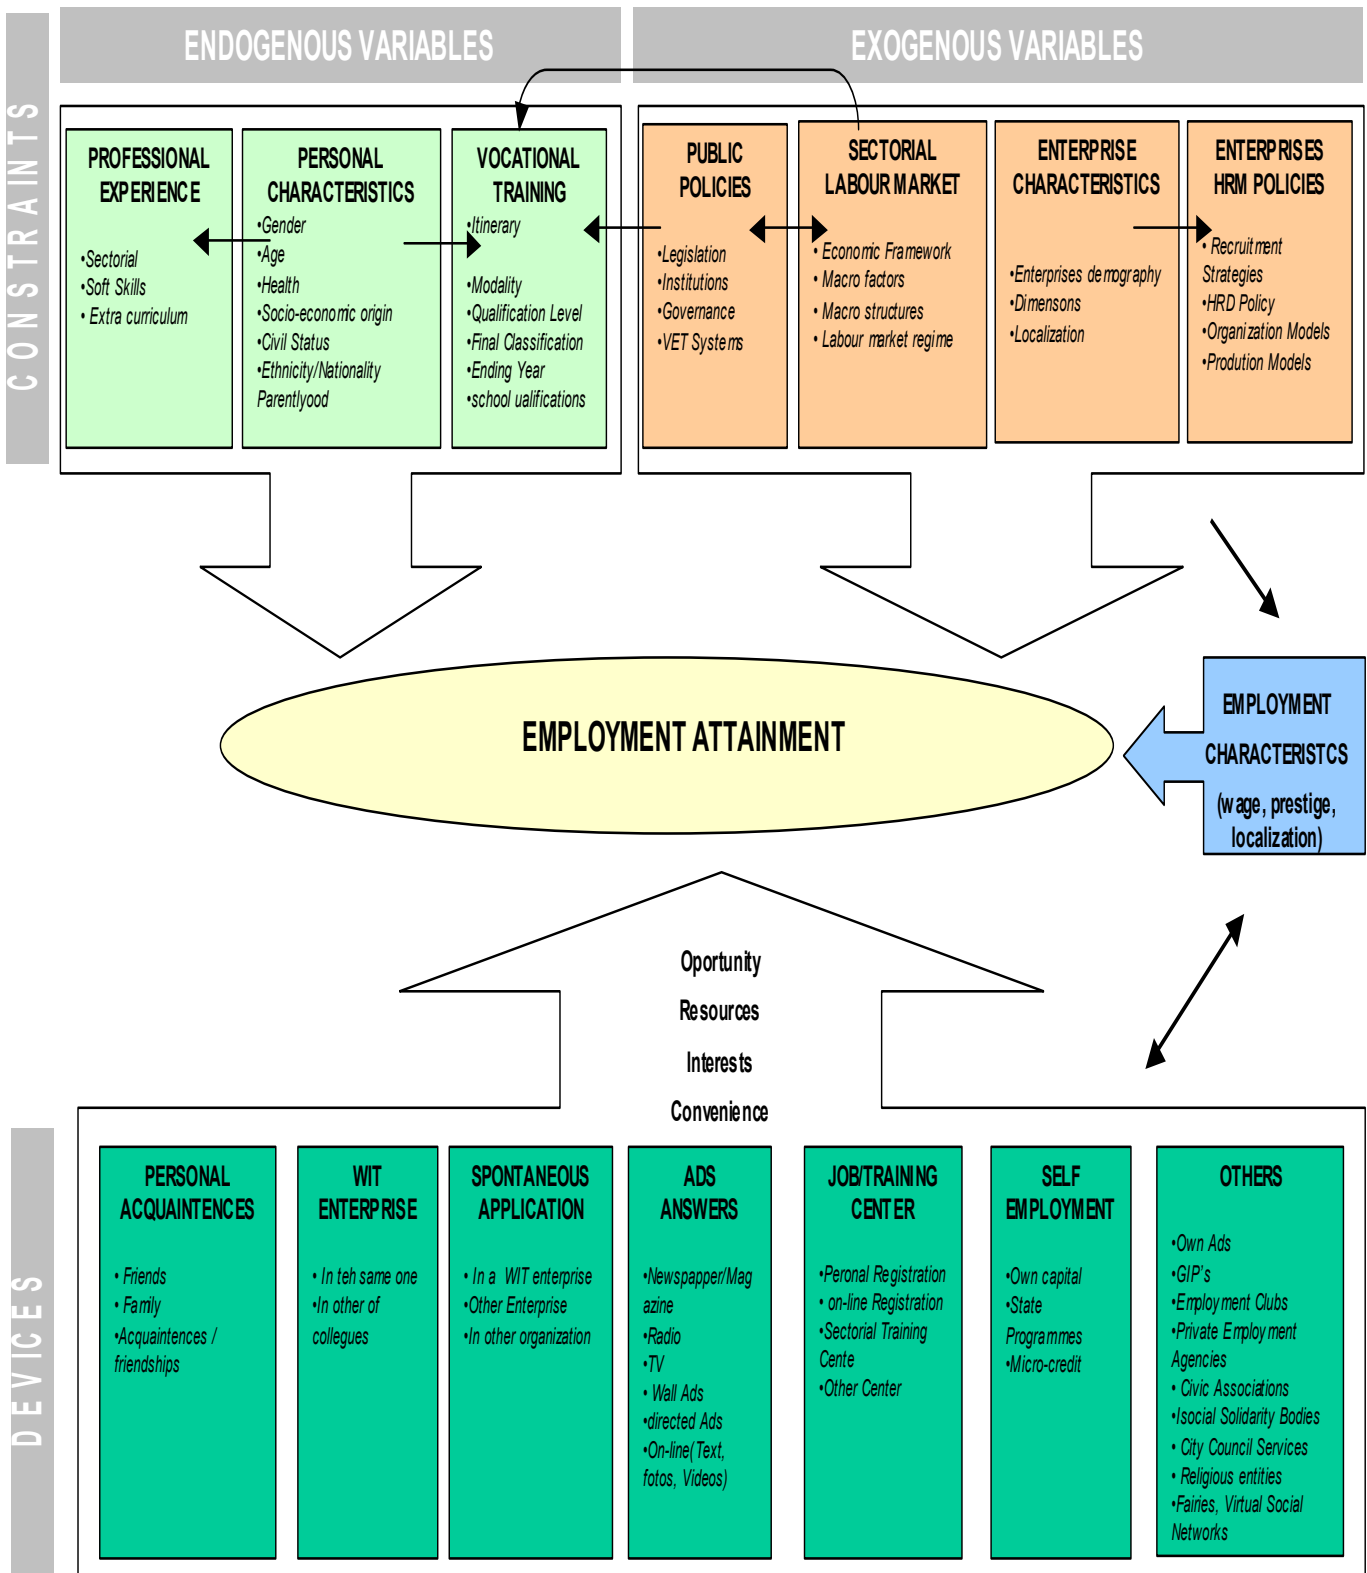 ENDOGENOUS VARIABLES
EXOGENOUS VARIABLES
CONSTRAINTS
PROFESSIONAL
EXPERIENCE
•Sectorial
•Soft Skills
• Extra curriculum
PERSONAL
CHARACTERISTICS
•Gender
•Age
•Health
•Socio-economic origin
•Civil Status
•Ethnicity/Nationality
Parentlyood
VOCATIONAL
TRAINING
•Itinerary
•Modality
•Qualification Level
•Final Classification
•Ending Year
•school ualifications
PUBLIC
POLICIES
•Legislation
•Institutions
•Governance
•VET Systems
SECTORIAL
LABOUR MARKET
• Economic Framework
• Macro factors
• Macro structures
• Labour market regime
ENTERPRISE
CHARACTERISTICS
•Enterprises demography
•Dimensons
•Localization
ENTERPRISES
HRM POLICIES
• Recruitment
Strategies
•HRD Policy
•Organization Models
•Prodution Models
EMPLOYMENT ATTAINMENT
EMPLOYMENT
CHARACTERISTCS
(wage, prestige,
localization)
Oportunity
Resources
Interests
Convenience
DEVICES
PERSONAL
ACQUAINTENCES
• Friends
• Family
•Acquaintences /
friendships
WIT
ENTERPRISE
• In teh same one
•In other of
collegues
SPONTANEOUS
APPLICATION
• In a WIT enterprise
•Other Enterprise
•In other organization
ADS
ANSWERS
•Newspapper/Mag
azine
•Radio
•TV
• Wall Ads
•directed Ads
•On-line(Text,
fotos, Videos)
JOB/TRAINING
CENTER
•Peronal Registration
• on-line Registration
•Sectorial Training
Cente
•Other Center
SELF
EMPLOYMENT
•Own capital
•State
Programmes
•Micro-credit
OTHERS
•Own Ads
•GIP's
•Employment Clubs
•Private Employment
Agencies
• Civic Associations
•Isocial Solidarity Bodies
• City Council Services
• Religious entities
•Fairies, Virtual Social
Networks